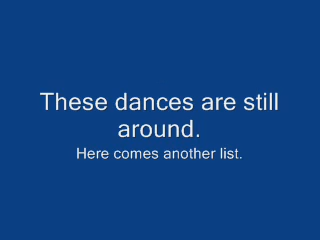 These dances are still
around.
Here comes another list.